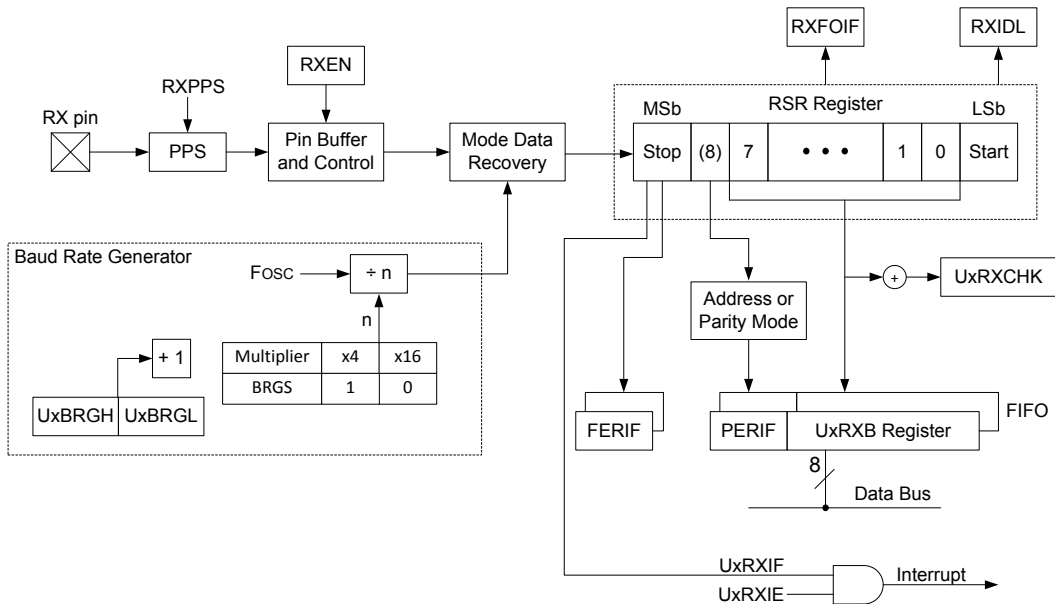 RXFOIF
RXIDL
RXEN
RXPPS
RX pin
PPS
Pin Buffer
and Control
Mode Data
Recovery
MSb
RSR Register
LSb
Stop
(8)
7
• • •
1
0
Start
Baud Rate Generator
FOSC
÷ n
n
Multiplier x4 x16
BRGS 1 0
+ 1
UxBRGH UxBRGL
Address or
Parity Mode
+
UxRXCHK
FERIF
PERIF
UxRXB Register
FIFO
8
Data Bus
UxRXIF
UxRXIE
Interrupt